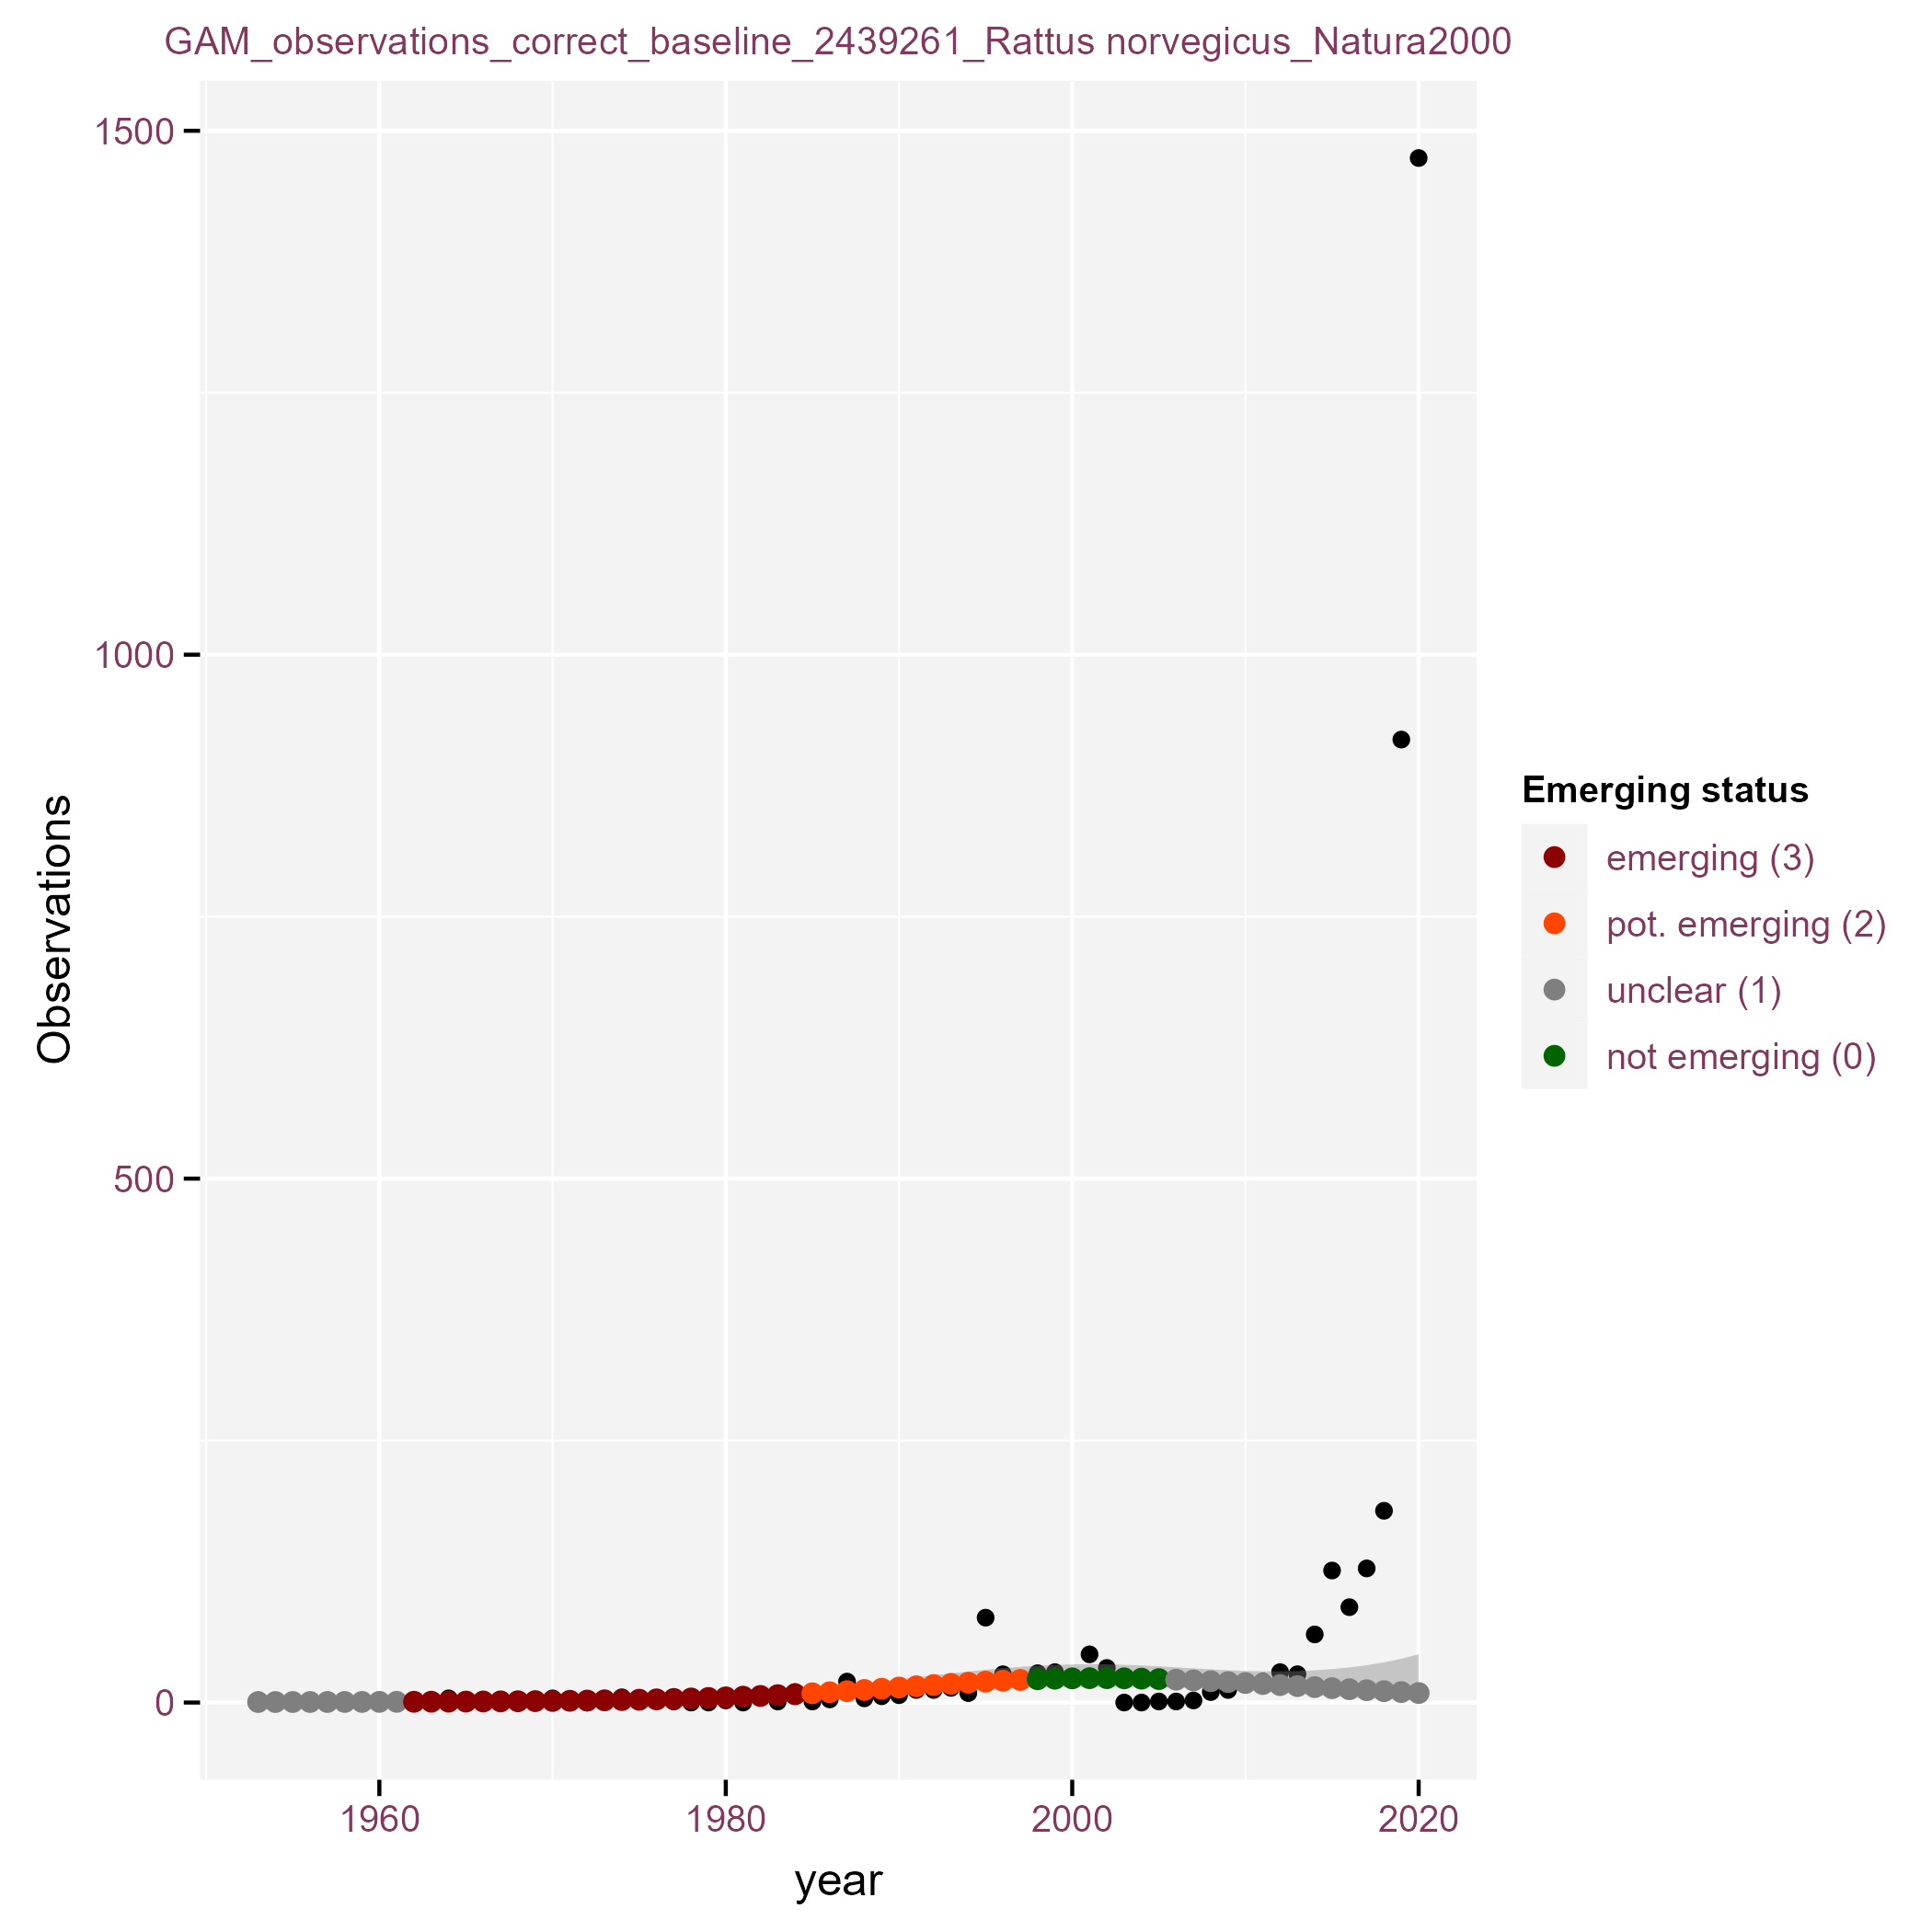 GAM_observations_correct_baseline_2439261_Rattus norvegicus_Natura2000
1500
1000
500
0
Observations
1960
1980
2000
2020
year
Emerging status
emerging (3)
pot. emerging (2)
unclear (1)
not emerging (0)